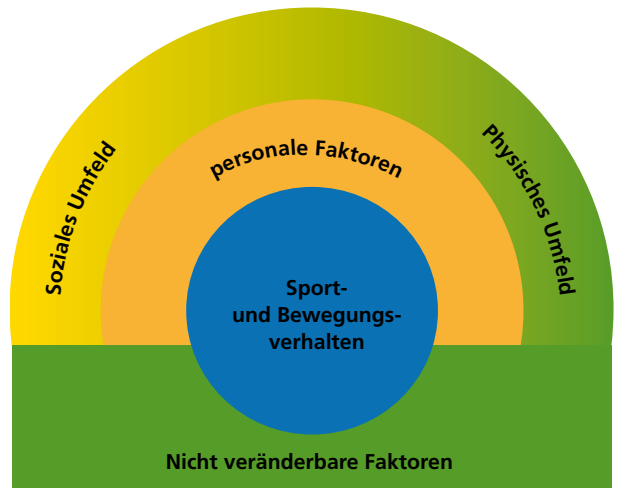 Soziales Umfeld
personale Faktoren
Physisches Umfeld
Sport-
und Bewegungs-
verhalten
Nicht veränderbare Faktoren